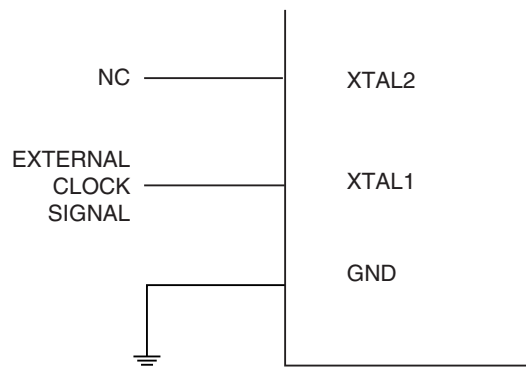 NC
XTAL2
EXTERNAL
CLOCK
SIGNAL
XTAL1
GND